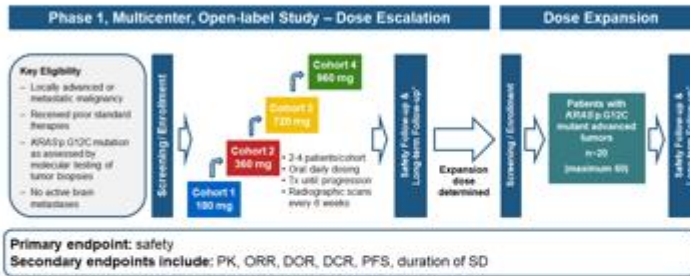 Phase 1, Multicenter, Open-label Study – Dose Escalation
Dose Expansion
Key Eligibility
– Locally advanced or
metastatic malignancy
– Received prior standard
therapies
– KRAS p.G12C mutation
as assessed by
molecular testing of
tumor biopsies
– No active brain
metastases
Screening / Enrollment
Cohort 1
180 mg
Cohort 2
360 mg
Cohort 3
720 mg
Cohort 4
960 mg
• 2-4 patients/cohort
• Oral daily dosing
• Tx until progression
• Radiographic scans
every 6 weeks
Safety Follow-up &
Long-term Follow-up*
Expansion
dose
determined
Screening / Enrollment
Patients with
KRAS p.G12C
mutant advanced
tumors
n~20
(maximum 60)
Safety Follow-up &
Primary endpoint: safety
Secondary endpoints include: PK, ORR, DOR, DCR, PFS, duration of SD